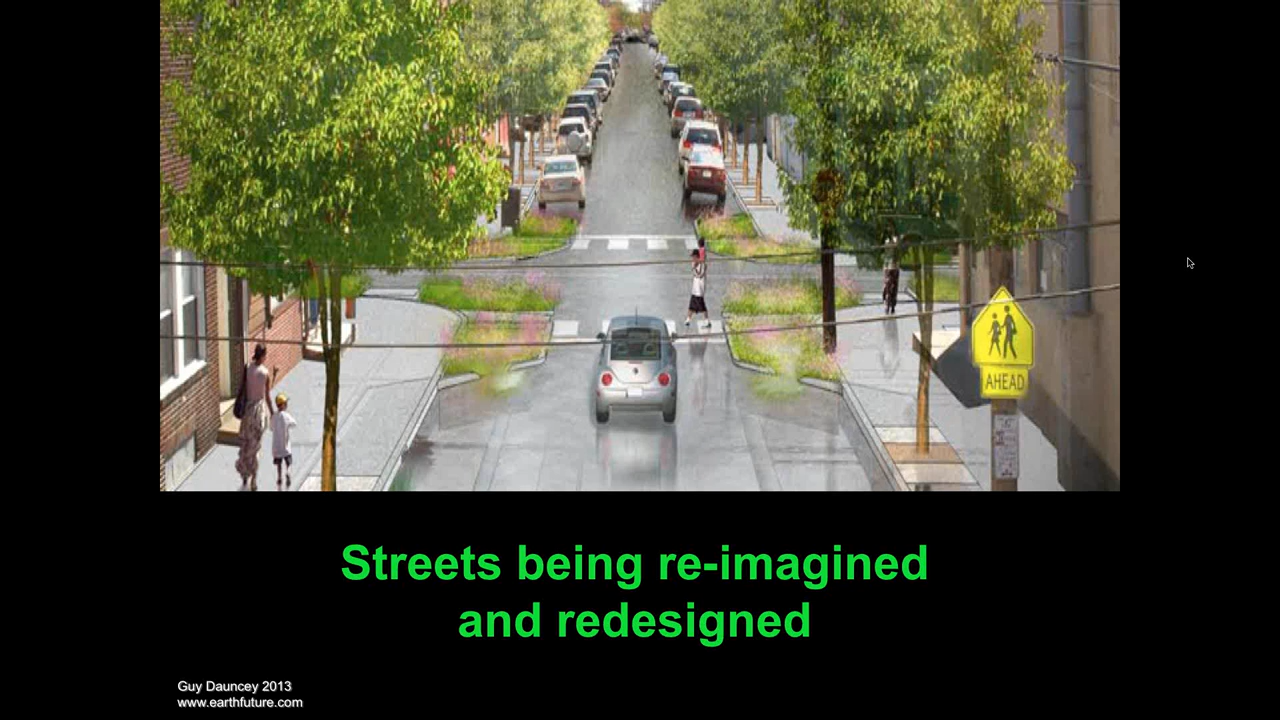 AHEAD
Streets being re-imagined
and redesigned
Guy Dauncey 2013
www.earthfuture.com